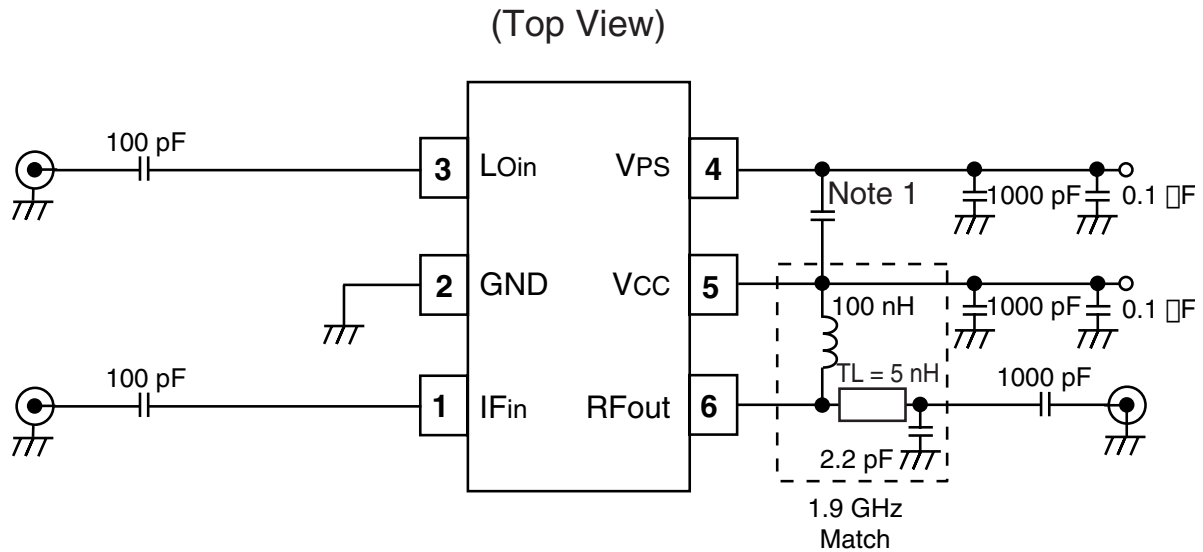 (Top View)
100 pF
3 LOin VPS 4
Note 1
1000 pF 0.1 □F
2 GND VCC 5
100 nH
1000 pF 0.1 □F
100 pF
TL = 5 nH
1000 pF
1 IFin RFout 6
2.2 pF
1.9 GHz
Match